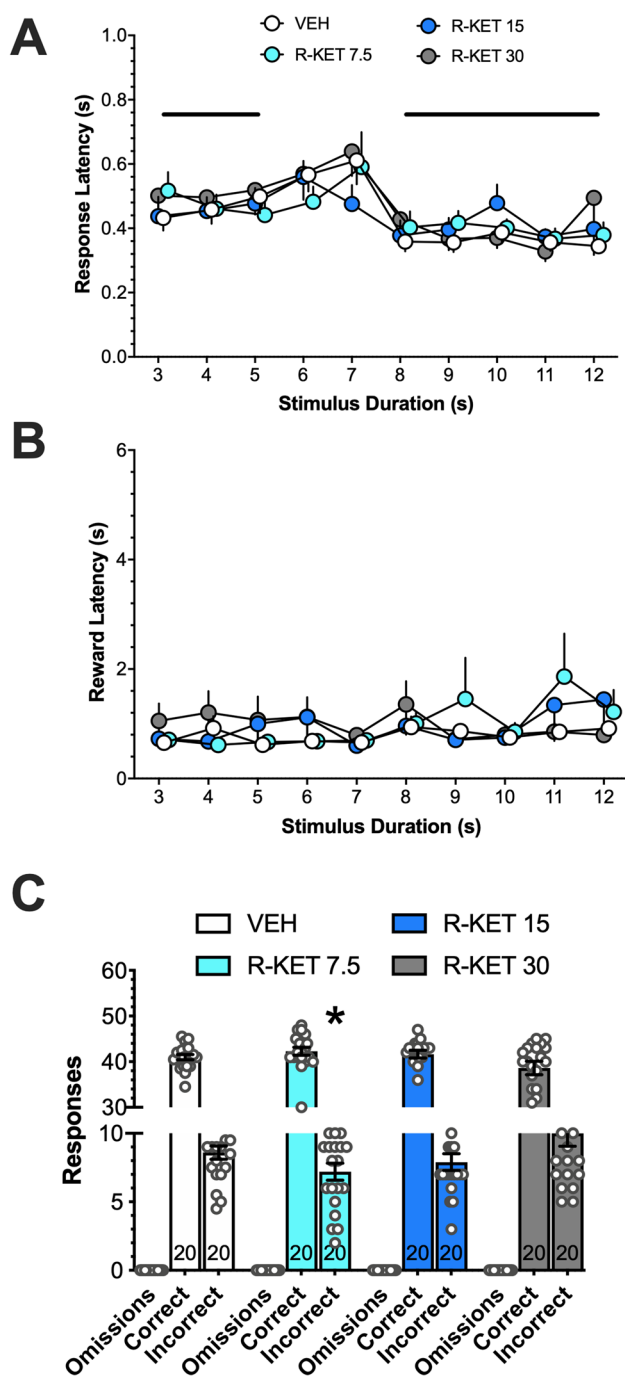 A
VEH R-KET 15
R-KET 7.5 R-KET 30
Response Latency (s)
1.0
0.8
0.6
0.4
0.2
0.0
3 4 5 6 7 8 9 10 11 12
Stimulus Duration (s)
B
Reward Latency (s)
6
4
2
0
3 4 5 6 7 8 9 10 11 12
Stimulus Duration (s)
C
VEH R-KET 15
R-KET 7.5 R-KET 30
Responses
60
50
40
30
*
10
5
0
20 20 20 20 20 20 20 20
Omissions Correct Incorrect Omissions Correct Incorrect Omissions Correct Incorrect Omissions Correct Incorrect